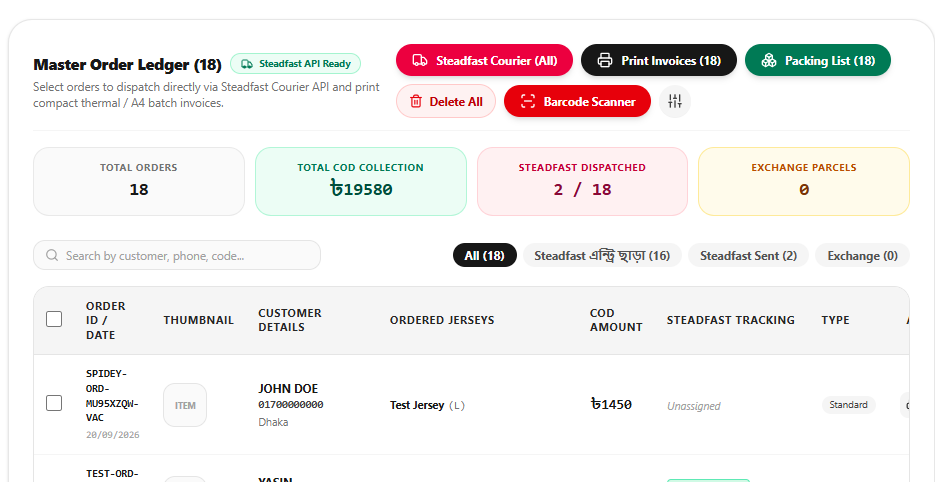 Master Order Ledger (18)
Steadfast API Ready
Select orders to dispatch directly via Steadfast Courier API and print
compact thermal / A4 batch invoices.
Steadfast Courier (All)
Print Invoices (18)
Packing List (18)
Delete All
Barcode Scanner
TOTAL ORDERS
18
TOTAL COD COLLECTION
৳19580
STEADFAST DISPATCHED
2 / 18
EXCHANGE PARCELS
0
Search by customer, phone, code...
All (18)
Steadfast এন্ট্রি ছাড়া (16)
Steadfast Sent (2)
Exchange (0)
ORDER
ID /
DATE
THUMBNAIL
CUSTOMER
DETAILS
ORDERED JERSEYS
COD
AMOUNT
STEADFAST TRACKING
TYPE
SPIDEY-
ORD-
MU95XZQW-
VAC
20/09/2026
ITEM
JOHN DOE
01700000000
Dhaka
Test Jersey (L)
৳1450
Unassigned
Standard
TEST-ORD-
YASIN